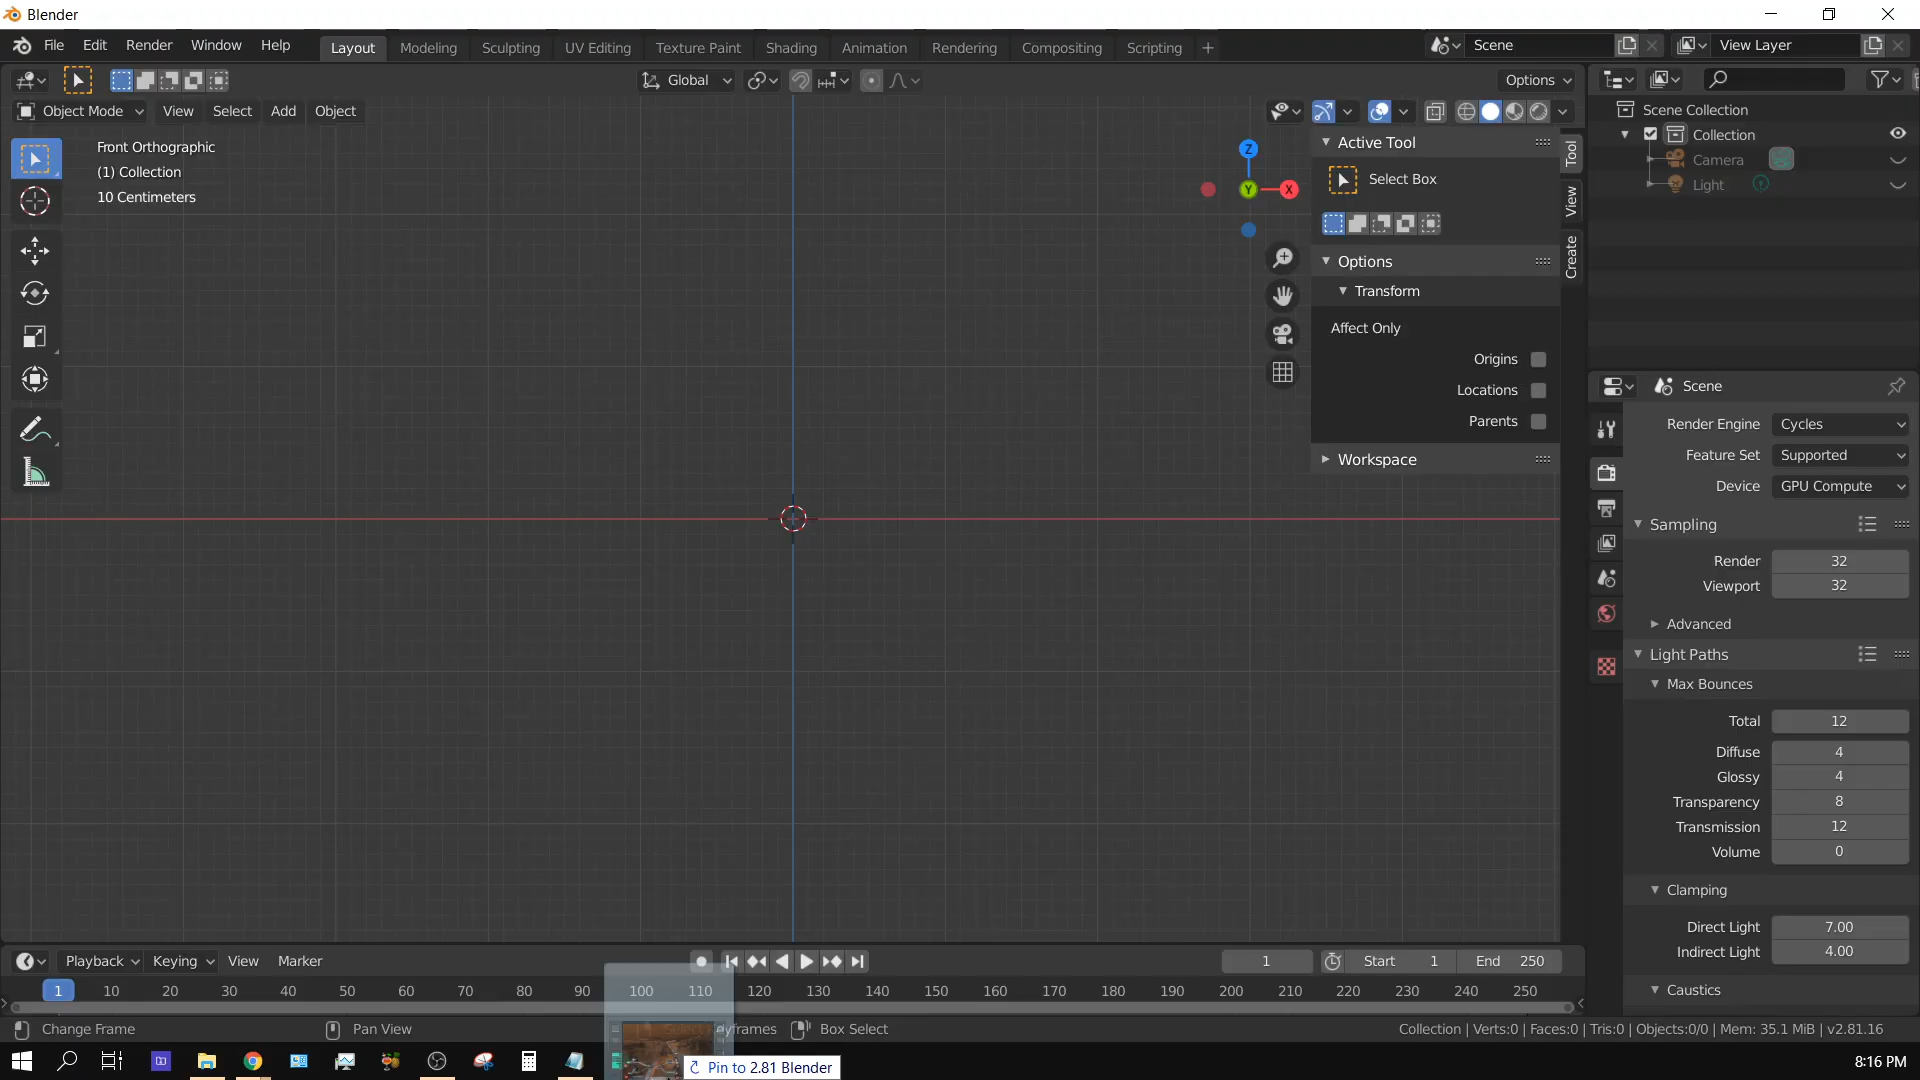 Blender
File Edit Render Window Help Layout Modeling Sculpting UV Editing Texture Paint Shading Animation Rendering Compositing Scripting + Scene View Layer
Global Options
Object Mode View Select Add Object
Front Orthographic
(1) Collection
10 Centimeters
Z
Y
X
Active Tool
Select Box
Options
Transform
Affect Only
Origins
Locations
Parents
Workspace
Tool
View
Create
Scene Collection
Collection
Camera
Light
Scene
Render Engine Cycles
Feature Set Supported
Device GPU Compute
Sampling
Render 32
Viewport 32
Advanced
Light Paths
Max Bounces
Total 12
Diffuse 4
Glossy 4
Transparency 8
Transmission 12
Volume 0
Clamping
Direct Light 7.00
Indirect Light 4.00
Caustics
Playback Keying View Marker 1 Start 1 End 250
1 10 20 30 40 50 60 70 80 90 100 110 120 130 140 150 160 170 180 190 200 210 220 230 240 250
Change Frame Pan View Select Keyframes Box Select Collection | Verts:0 | Faces:0 | Tris:0 | Objects:0/0 | Mem: 35.1 MiB | v2.81.16
Pin to 2.81 Blender
8:16 PM